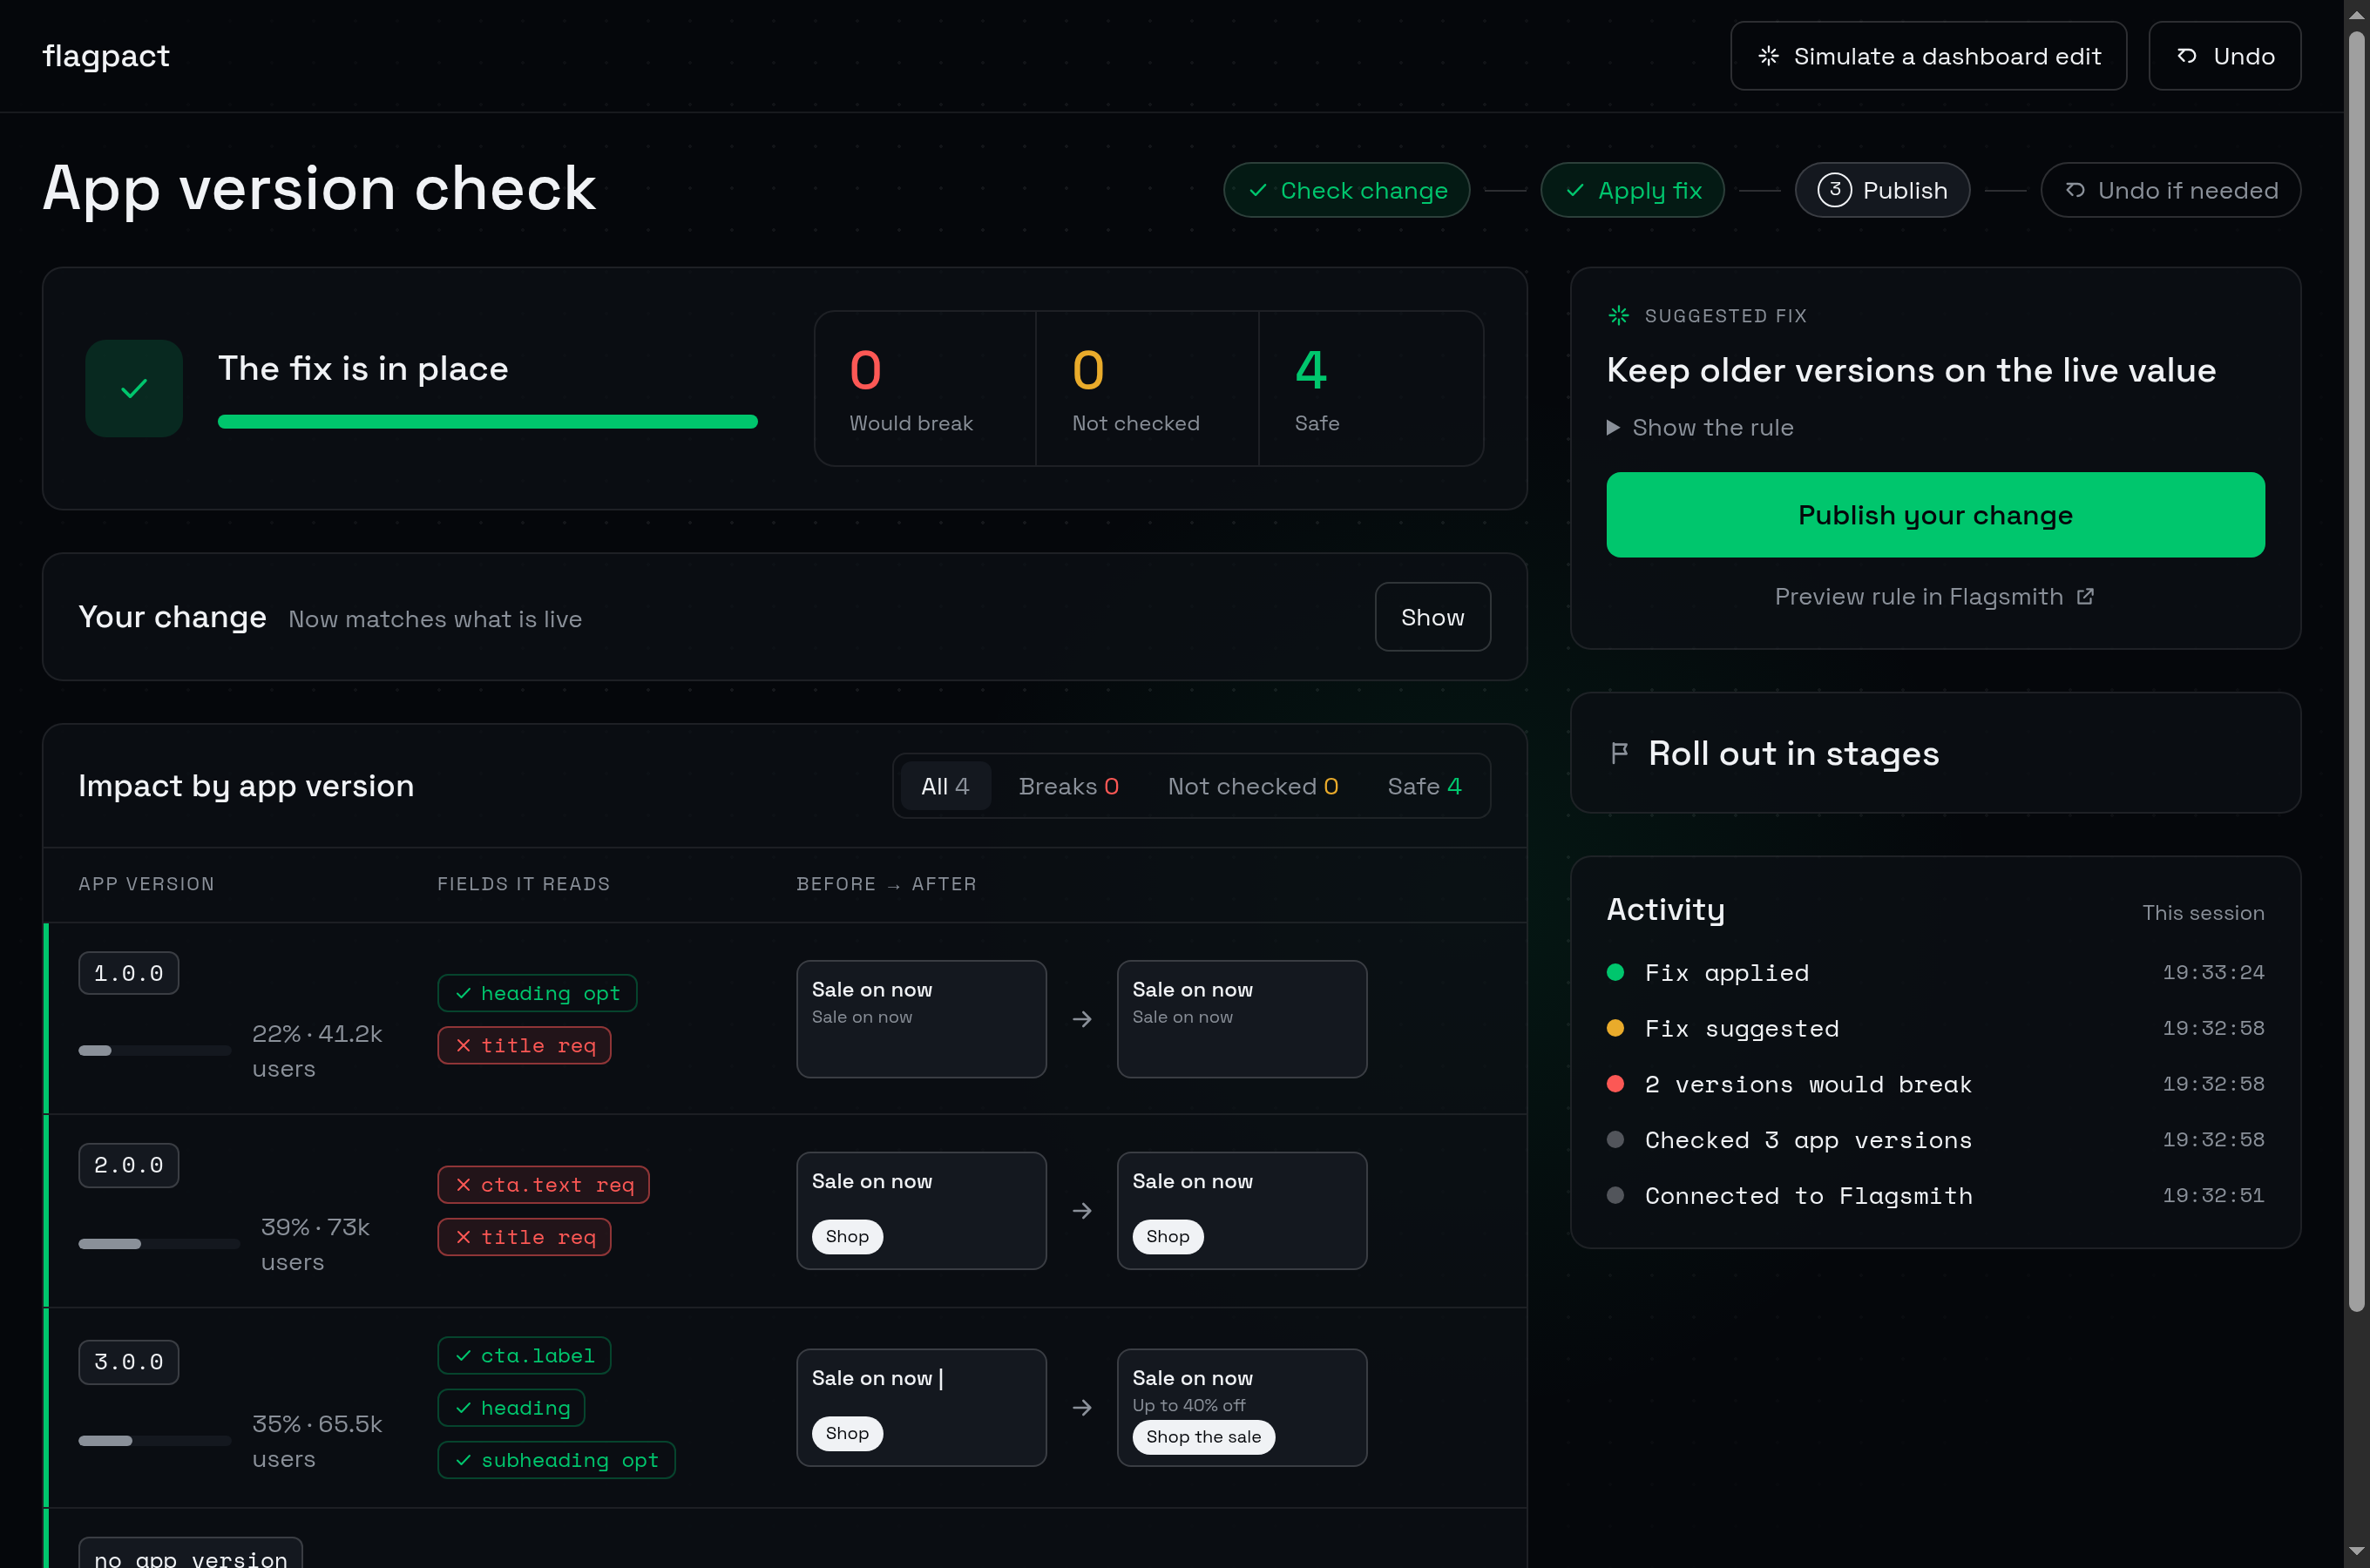 flagpact
Simulate a dashboard edit
Undo
App version check
Check change
Apply fix
3 Publish
Undo if needed
The fix is in place
0
Would break
0
Not checked
4
Safe
SUGGESTED FIX
Keep older versions on the live value
Show the rule
Publish your change
Preview rule in Flagsmith
Your change Now matches what is live
Show
Roll out in stages
Impact by app version
All 4
Breaks 0
Not checked 0
Safe 4
APP VERSION
FIELDS IT READS
BEFORE → AFTER
1.0.0
22% · 41.2k
users
heading opt
title req
Sale on now
Sale on now
→
Sale on now
Sale on now
2.0.0
39% · 73k
users
cta.text req
title req
Sale on now
Shop
→
Sale on now
Shop
3.0.0
35% · 65.5k
users
cta.label
heading
subheading opt
Sale on now |
Shop
→
Sale on now
Up to 40% off
Shop the sale
no app version
Activity
This session
Fix applied 19:33:24
Fix suggested 19:32:58
2 versions would break 19:32:58
Checked 3 app versions 19:32:58
Connected to Flagsmith 19:32:51